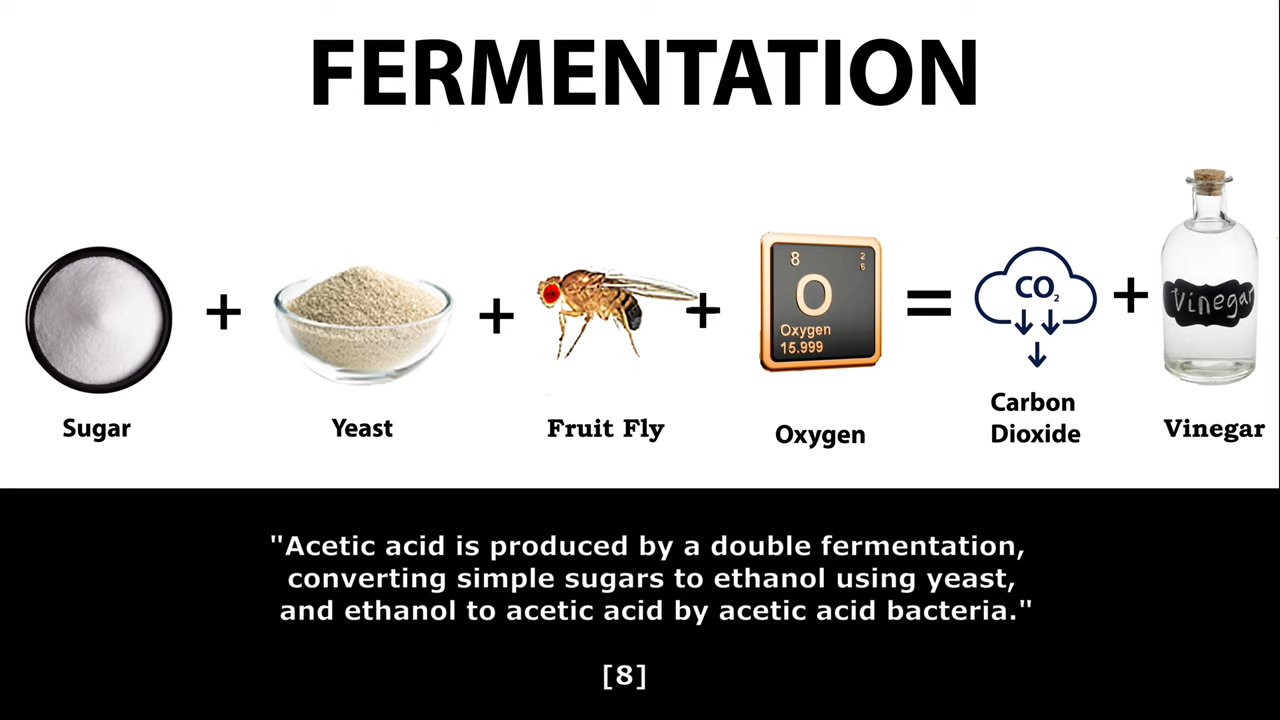 FERMENTATION
+ + + = +
8 2
6
O
Oxygen
15.999
CO₂
Vinegar
Sugar
Yeast
Fruit Fly
Oxygen
Carbon
Dioxide
Vinegar
"Acetic acid is produced by a double fermentation,
converting simple sugars to ethanol using yeast,
and ethanol to acetic acid by acetic acid bacteria."
[8]